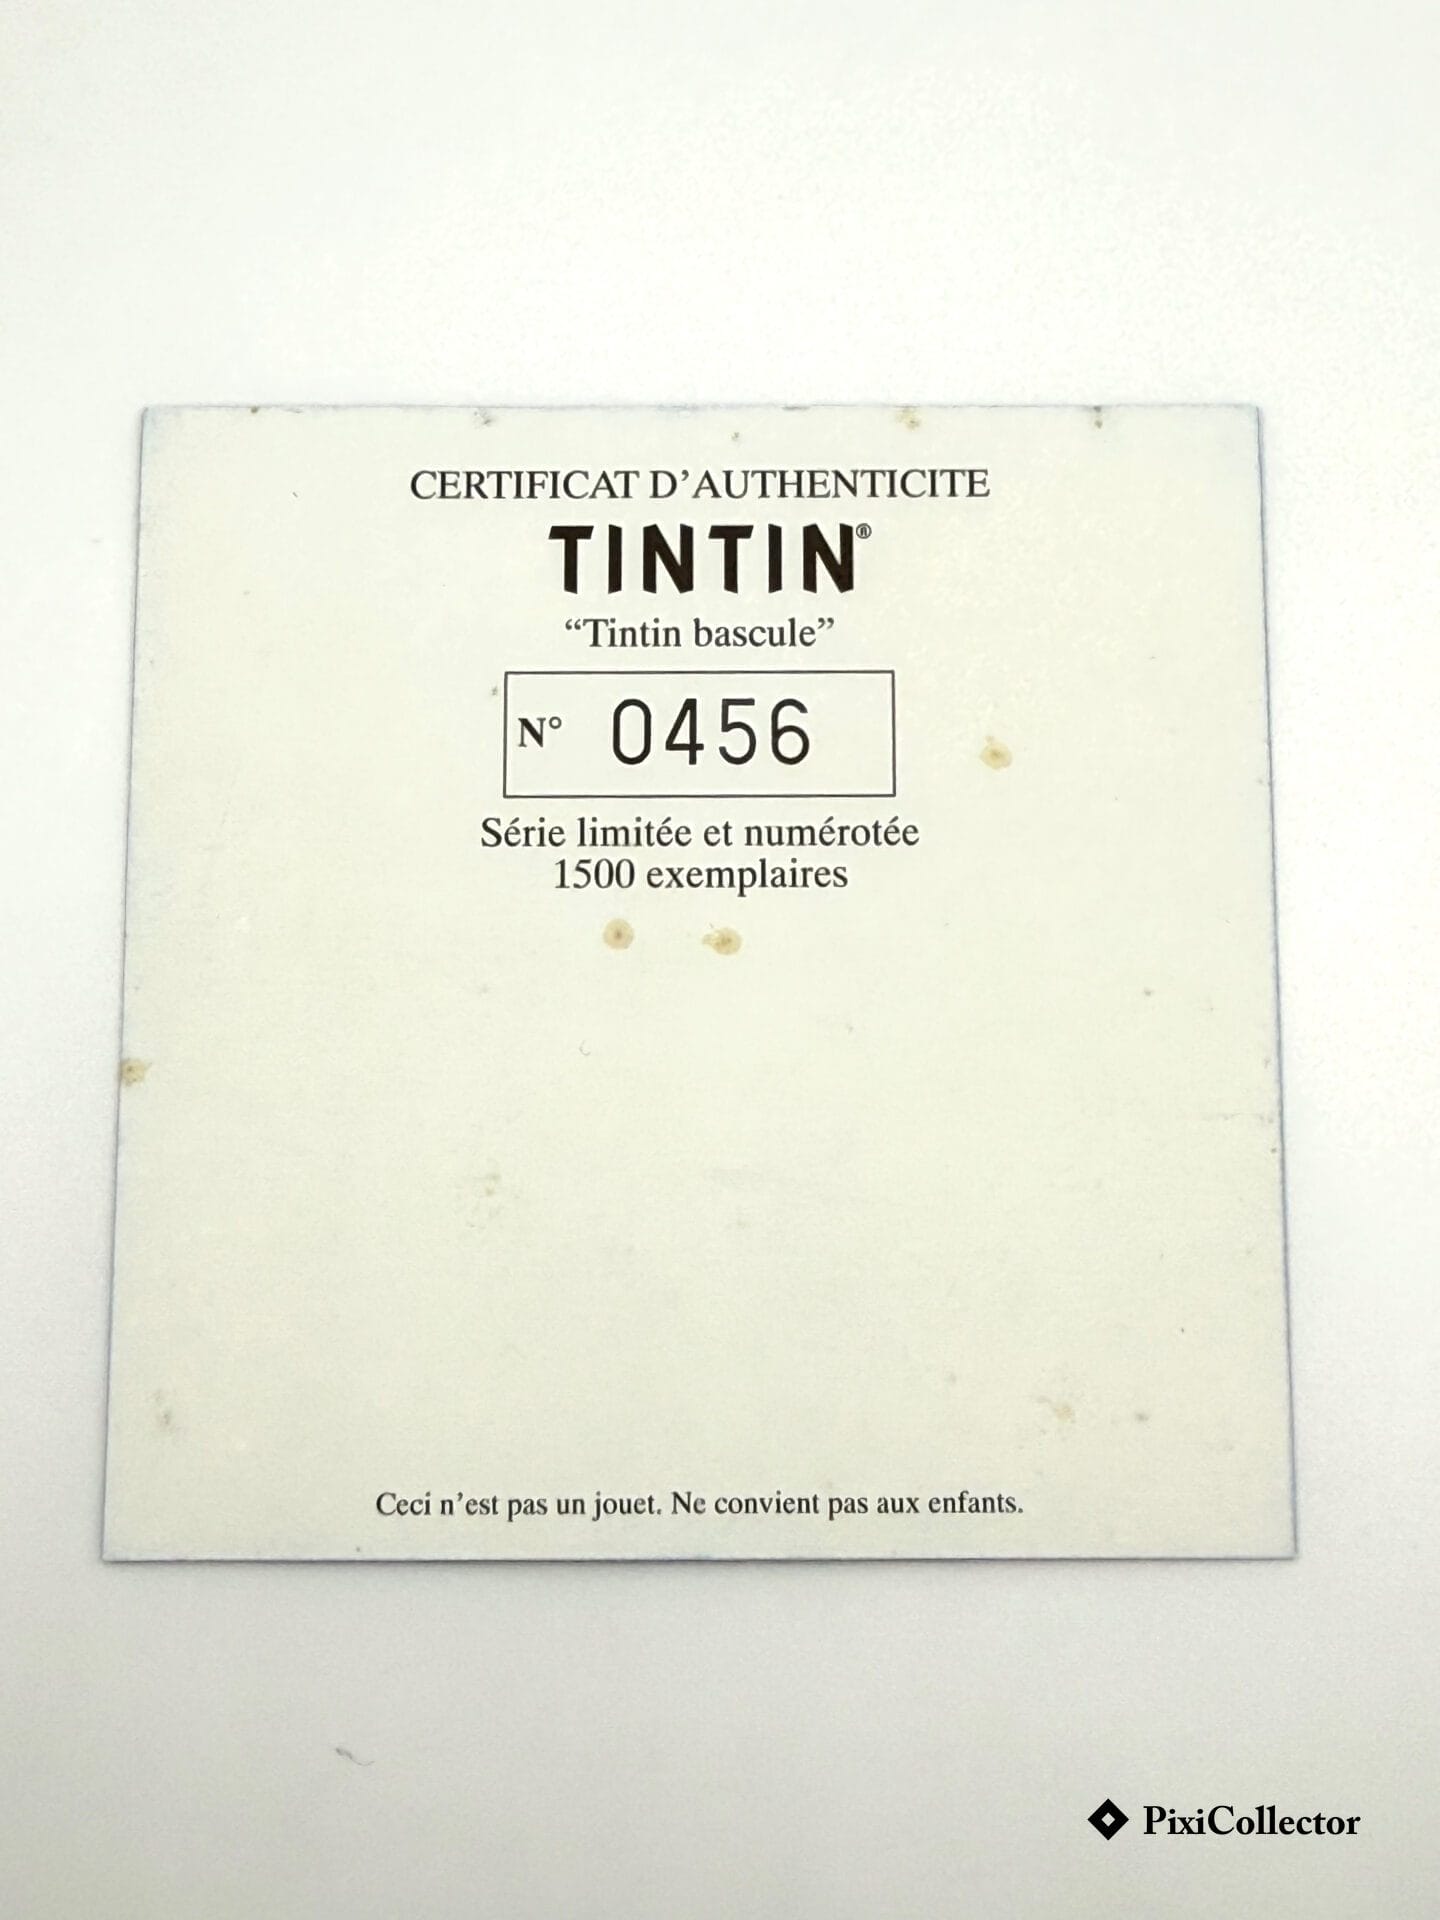 CERTIFICAT D’AUTHENTICITE
TINTIN®
“Tintin bascule”
N° 0456
Série limitée et numérotée
1500 exemplaires
Ceci n’est pas un jouet. Ne convient pas aux enfants.
PixiCollector